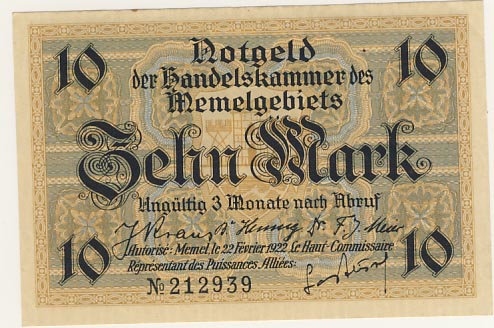 10 Notgeld 10
der Handelskammer des
Memelgebiets
Zehn Mark
Ungültig 3 Monate nach Abruf
Autorisé: Memel, le 22 Février 1922. Le Haut-Commissaire
Représentant des Puissances Alliées:
10 10
No 212939